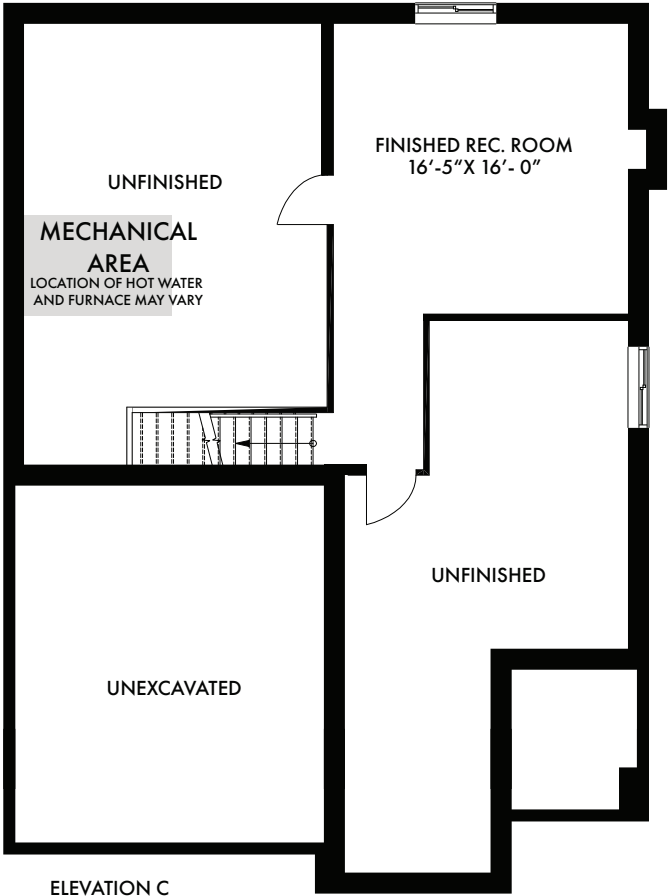 FINISHED REC. ROOM
16'-5"X 16'- 0"
UNFINISHED
MECHANICAL
AREA
LOCATION OF HOT WATER
AND FURNACE MAY VARY
UNFINISHED
UNEXCAVATED
ELEVATION C